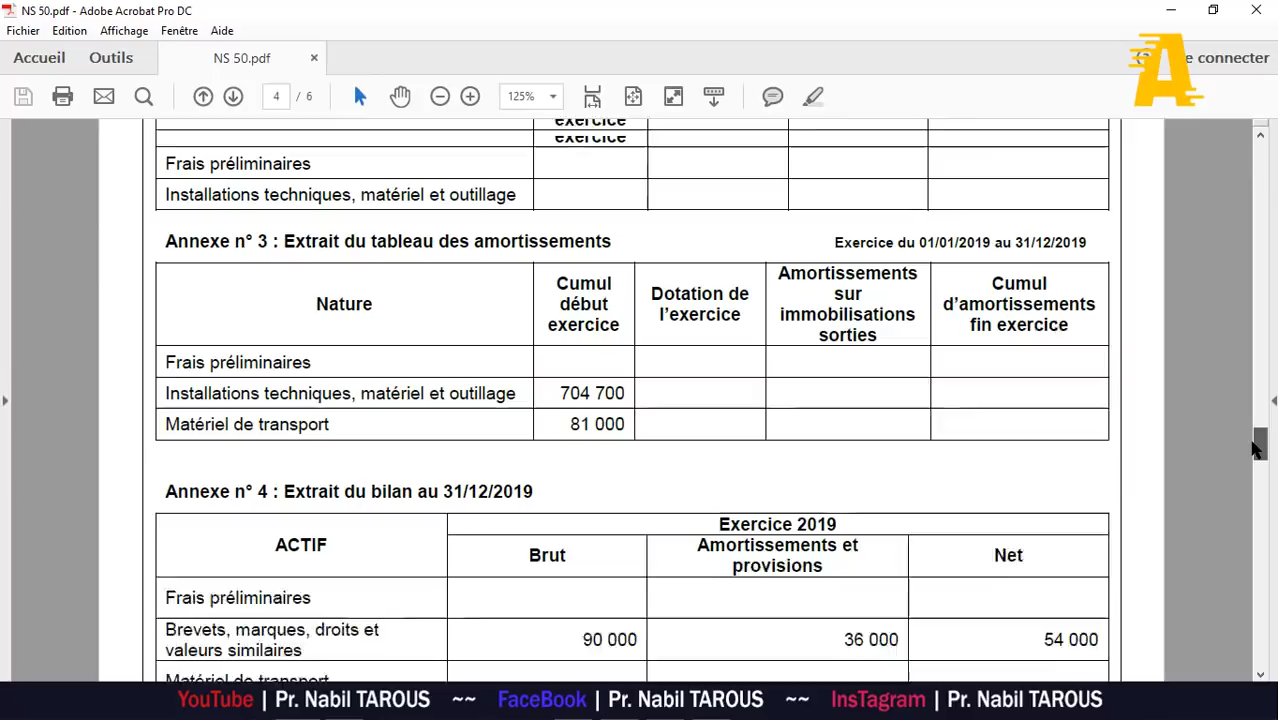 NS 50.pdf - Adobe Acrobat Pro DC
Fichier Edition Affichage Fenêtre Aide
Accueil Outils NS 50.pdf × e connecter
A
4 / 6 125%
exercice
exercice
Frais préliminaires
Installations techniques, matériel et outillage
Annexe n° 3 : Extrait du tableau des amortissements Exercice du 01/01/2019 au 31/12/2019
Nature Cumul début exercice Dotation de l'exercice Amortissements sur immobilisations sorties Cumul d'amortissements fin exercice
Frais préliminaires
Installations techniques, matériel et outillage 704 700
Matériel de transport 81 000
Annexe n° 4 : Extrait du bilan au 31/12/2019
ACTIF Exercice 2019
Brut Amortissements et provisions Net
Frais préliminaires
Brevets, marques, droits et valeurs similaires 90 000 36 000 54 000
Matériel de transport
YouTube | Pr. Nabil TAROUS ~~ FaceBook | Pr. Nabil TAROUS ~~ InsTagram | Pr. Nabil TAROUS